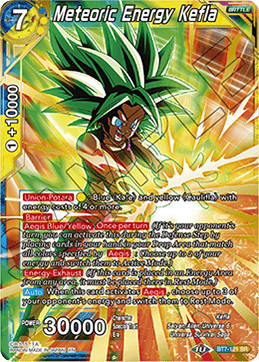 7
Meteoric Energy Kefla
BATTLE
1 +10000
Union-Potara : Blue (Kale) and yellow (Caulifla) with
energy costs of 4 or more.
Barrier
Aegis Blue/Yellow Once per turn (If it's your opponent's
turn, you can activate this during the Defense Step by
placing cards in your hand in your Drop Area that match
all colors specified by Aegis : choose up to 2 of your
energy and switch them to Active Mode.)
Energy-Exhaust (If this card is placed in an Energy Area
from any area, it must be placed there in Rest Mode.)
Auto When this card activates Aegis, choose up to 3 of
your opponent's energy and switch them to Rest Mode.
POWER 30000
Kefla
Saiyan/Alien, Universe 6
Universe Survival Saga
BT7-121 SR